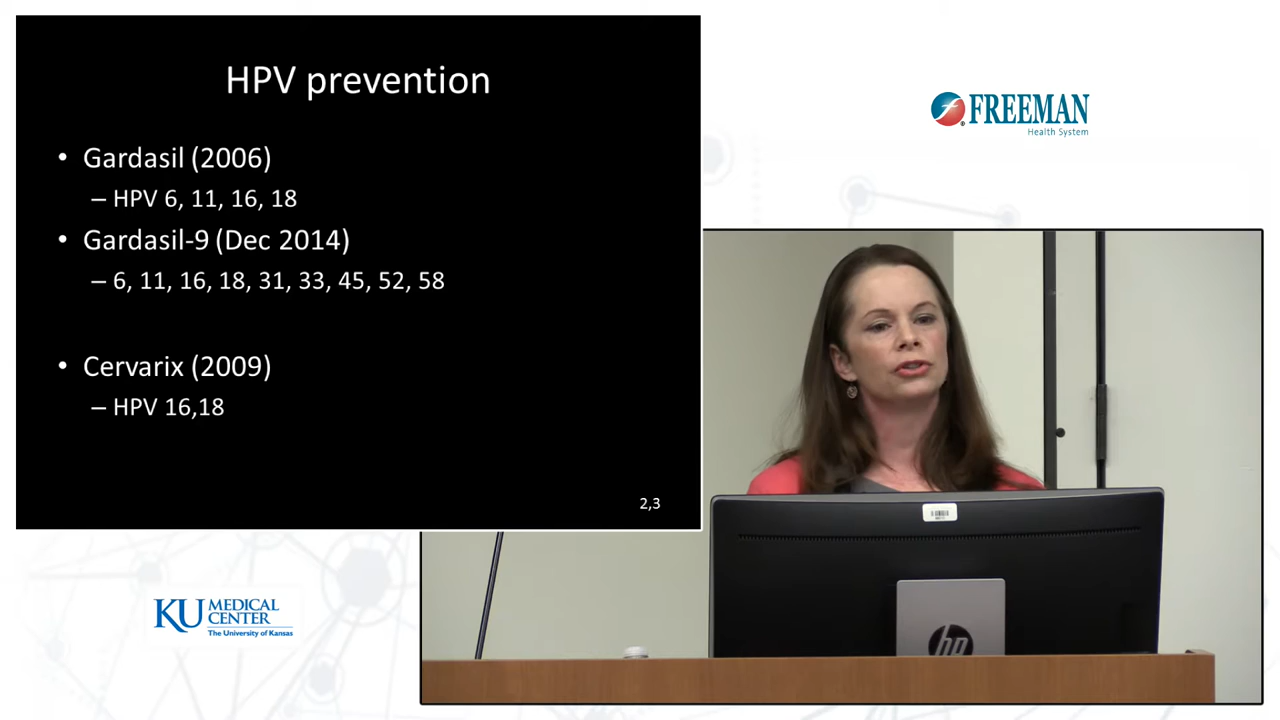 HPV prevention
• Gardasil (2006)
– HPV 6, 11, 16, 18
• Gardasil-9 (Dec 2014)
– 6, 11, 16, 18, 31, 33, 45, 52, 58
• Cervarix (2009)
– HPV 16,18
2,3
FREEMAN
Health System
KU MEDICAL
CENTER
The University of Kansas
hp